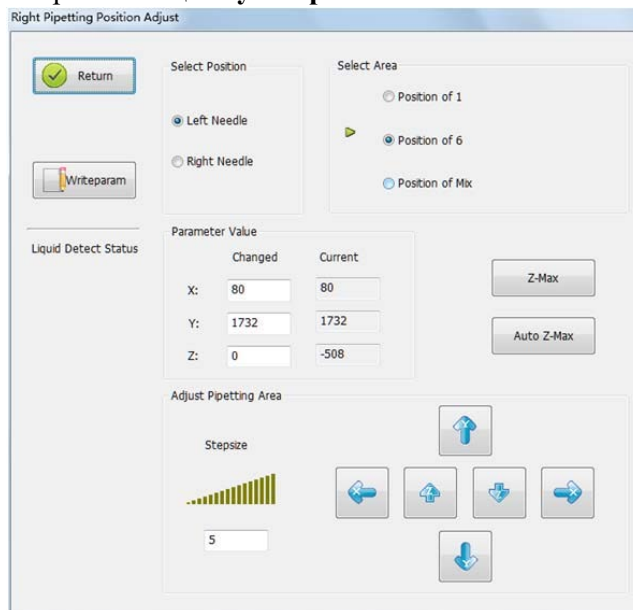 Right Pipetting Position Adjust
Return
Writeparam
Liquid Detect Status
Select Position
Left Needle
Right Needle
Select Area
Position of 1
Position of 6
Position of Mix
Parameter Value
Changed Current
X: 80 80
Y: 1732 1732
Z: 0 -508
Z-Max
Auto Z-Max
Adjust Pipetting Area
Stepsize
5
Y
X Z Z X
Y